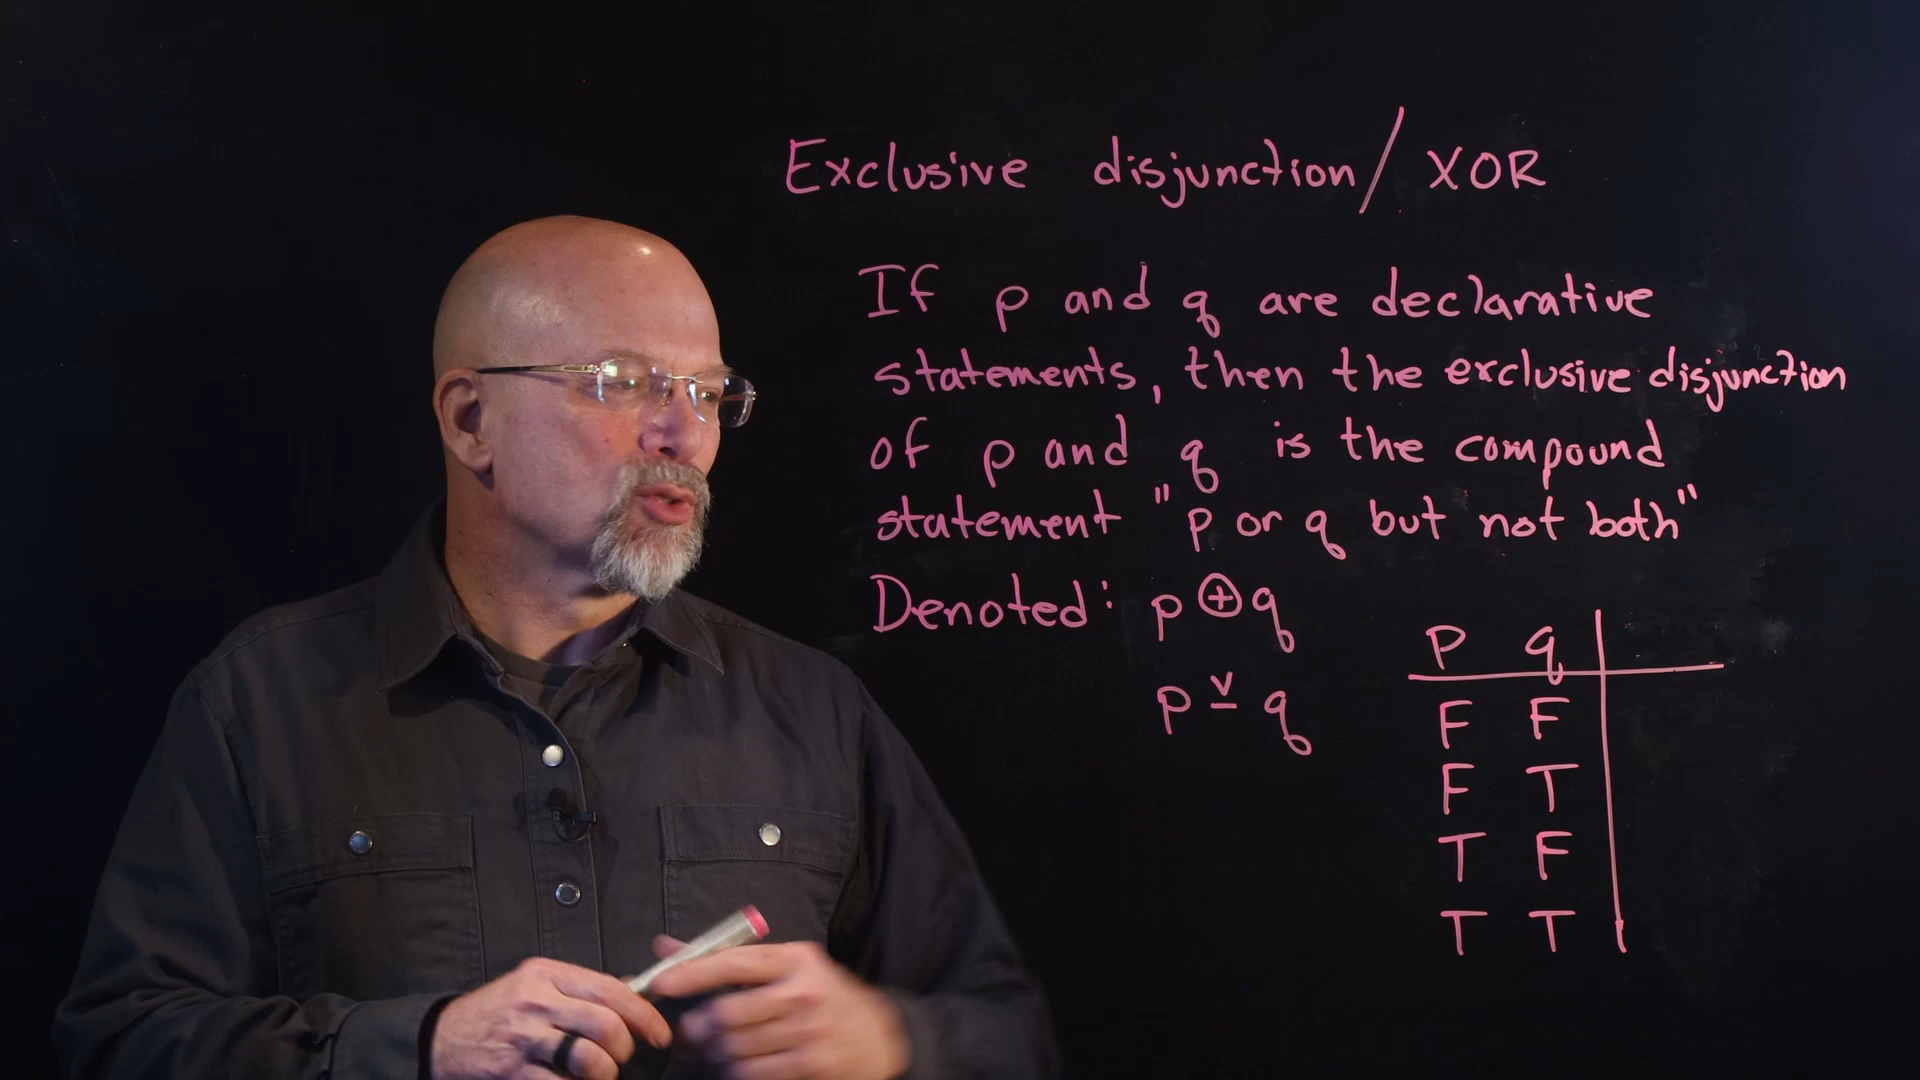 Exclusive disjunction / XOR
If p and q are declarative
statements, then the exclusive disjunction
of p and q is the compound
statement "p or q but not both"
Denoted: p ⊕ q
p ⊻ q
p q
F F
F T
T F
T T